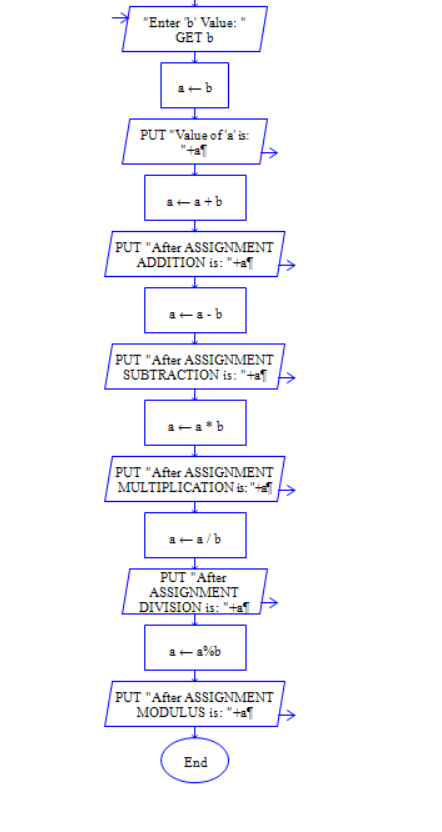 "Enter 'b' Value: "
GET b
a ← b
PUT "Value of 'a' is:
"+a¶
a ← a + b
PUT "After ASSIGNMENT
ADDITION is: "+a¶
a ← a - b
PUT "After ASSIGNMENT
SUBTRACTION is: "+a¶
a ← a * b
PUT "After ASSIGNMENT
MULTIPLICATION is: "+a¶
a ← a / b
PUT "After
ASSIGNMENT
DIVISION is: "+a¶
a ← a%b
PUT "After ASSIGNMENT
MODULUS is: "+a¶
End